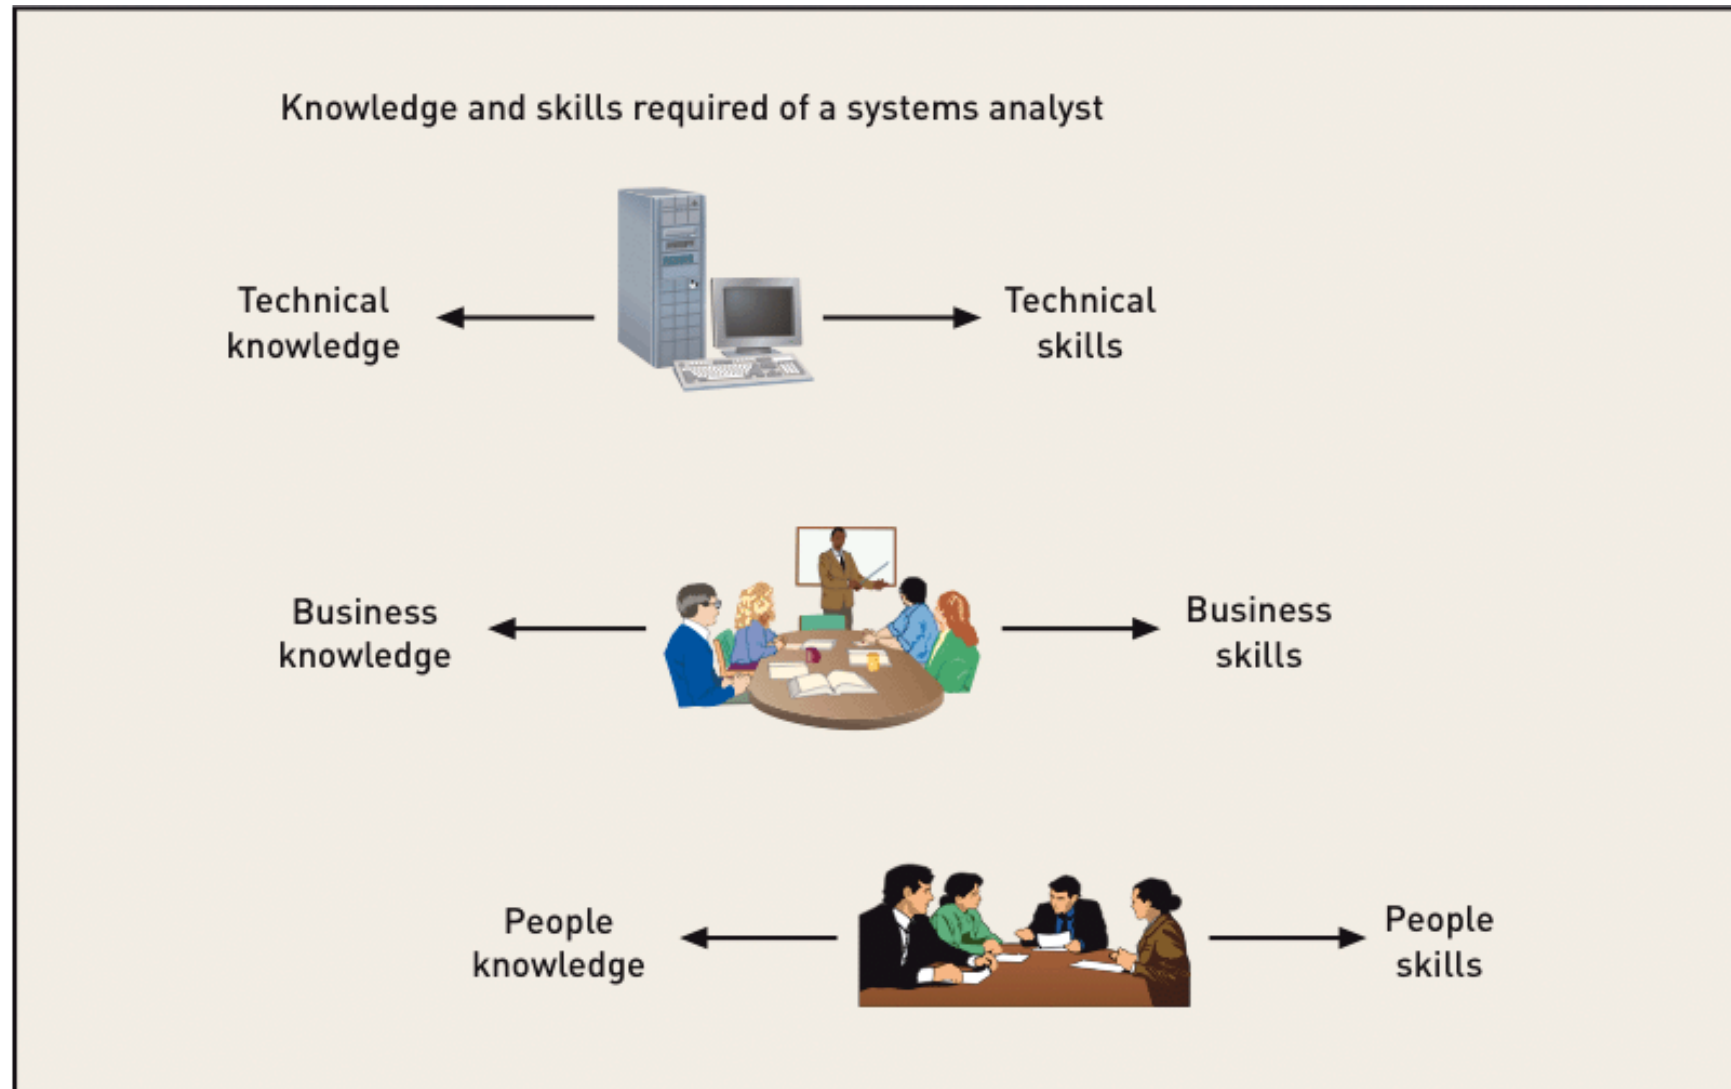 Knowledge and skills required of a systems analyst
Technical
knowledge
Technical
skills
Business
knowledge
Business
skills
People
knowledge
People
skills